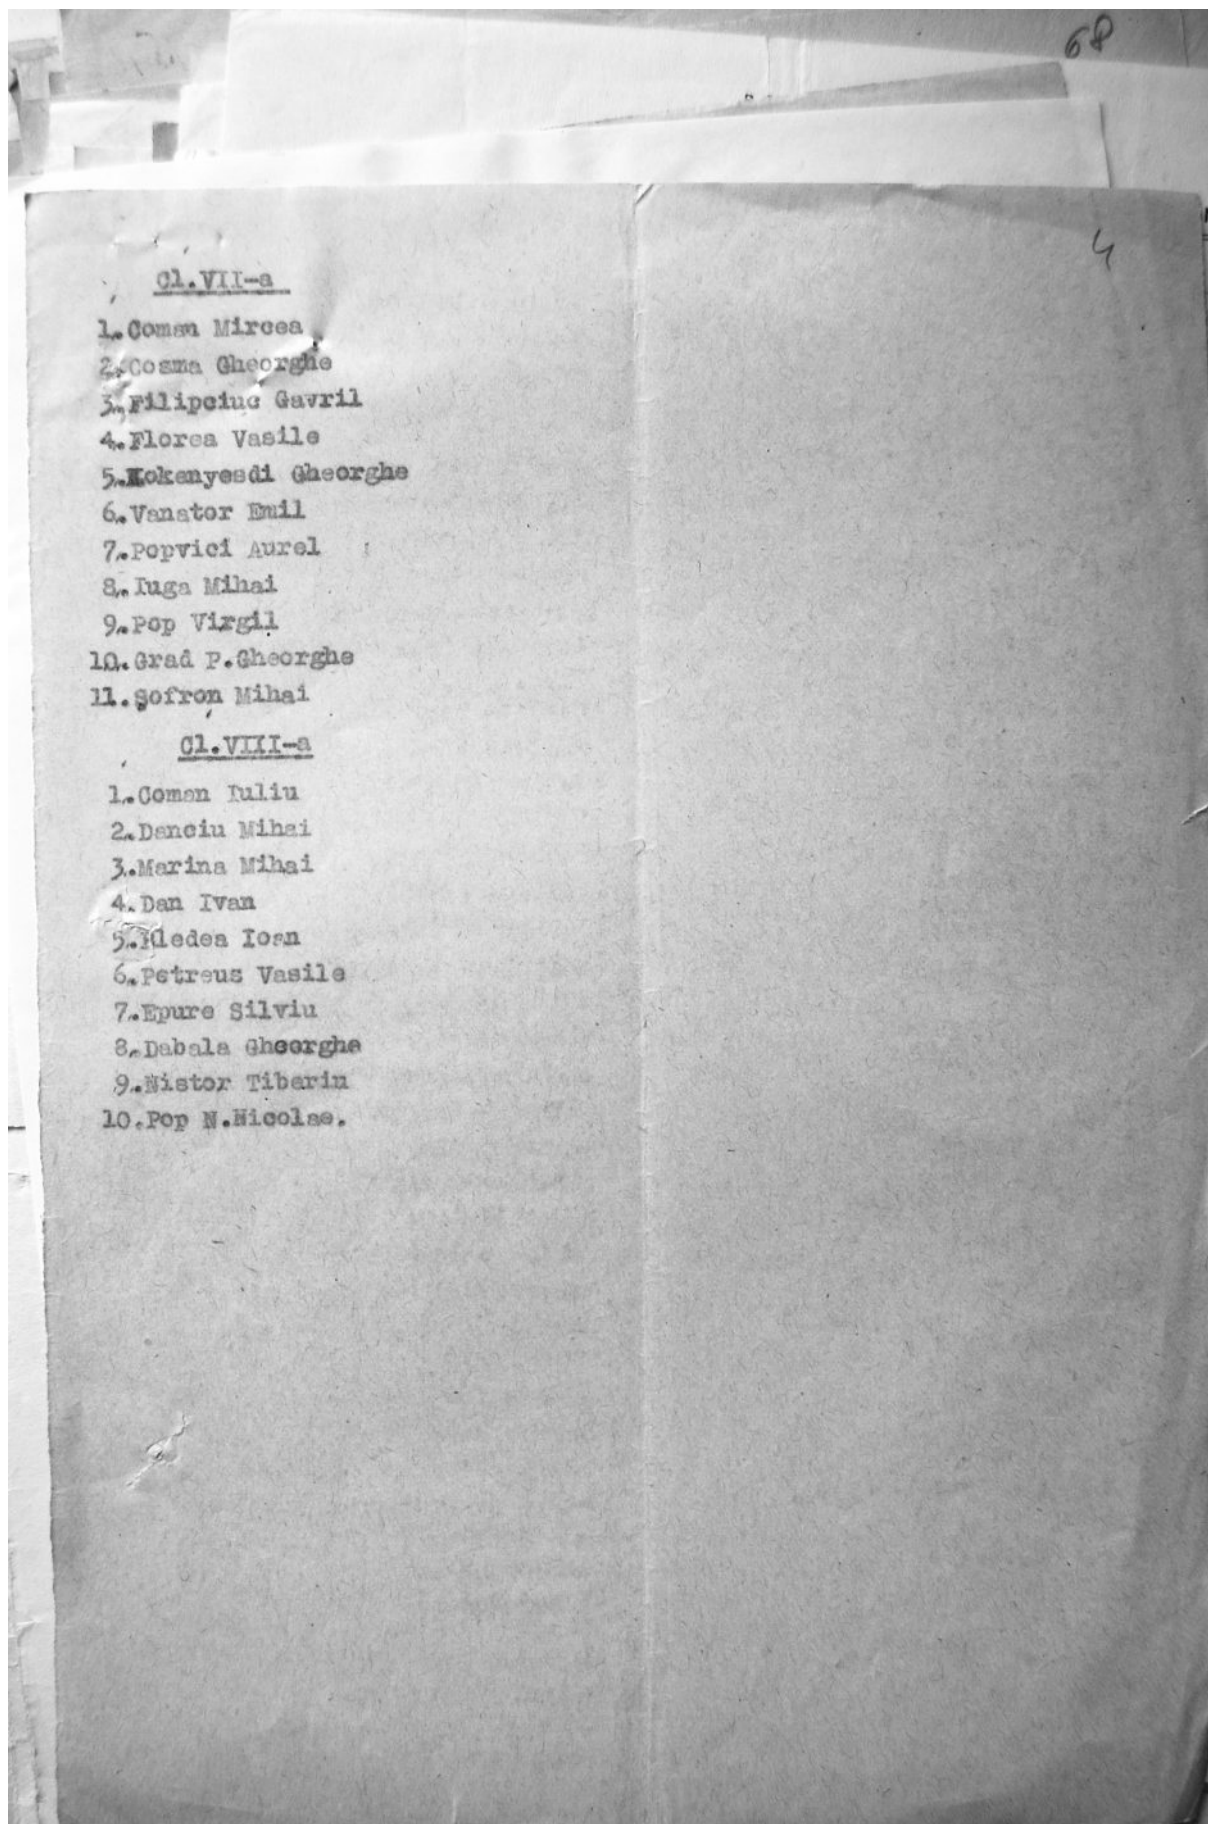 68
4
Cl.VII-a
1.Coman Mircea
2.Cosma Gheorghe
3.Filipciuc Gavril
4.Florea Vasile
5.Kokenyesdi Gheorghe
6.Vanator Emil
7.Popvici Aurel
8.Iuga Mihai
9.Pop Virgil
10.Grad P.Gheorghe
11.Şofron Mihai
Cl.VIII-a
1.Coman Iuliu
2.Danciu Mihai
3.Marina Mihai
4.Dan Ivan
5. Ioan
6.Petreus Vasile
7.Epure Silviu
8.Dabala Gheorghe
9.Nistor Tiberiu
10.Pop N.Nicolae.